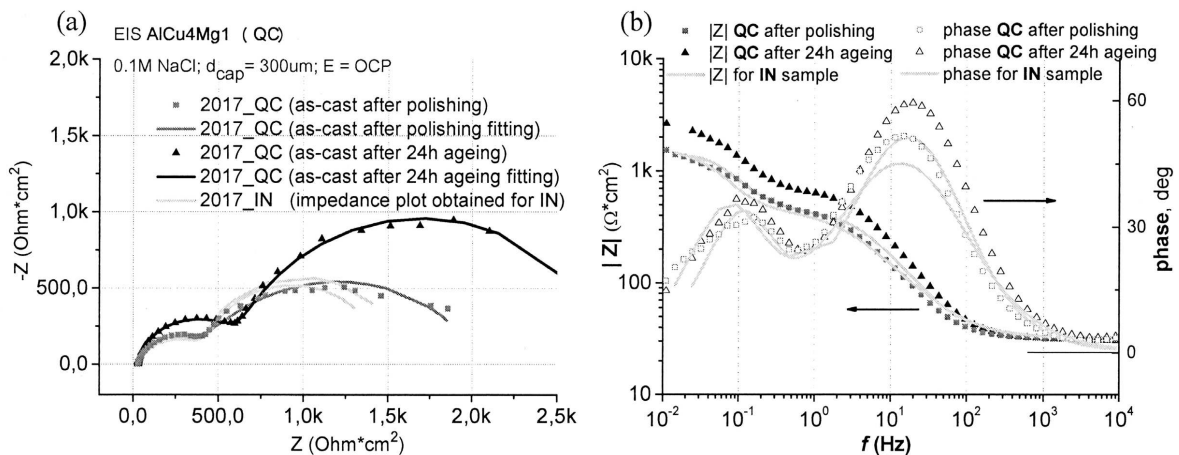 (a)
EIS AlCu4Mg1 ( QC)
0.1M NaCl; dcap= 300um; E = OCP
2017_QC (as-cast after polishing)
2017_QC (as-cast after polishing fitting)
2017_QC (as-cast after 24h ageing)
2017_QC (as-cast after 24h ageing fitting)
2017_IN (impedance plot obtained for IN)
2,0k
1,5k
1,0k
500,0
0,0
-Z (Ohm*cm2)
0,0 500,0 1,0k 1,5k 2,0k 2,5k
Z (Ohm*cm2)
(b)
|Z| QC after polishing
|Z| QC after 24h ageing
|Z| for IN sample
phase QC after polishing
phase QC after 24h ageing
phase for IN sample
10k
1k
100
10
|Z| (Ω*cm2)
60
30
0
phase, deg
10-2 10-1 100 101 102 103 104
f (Hz)